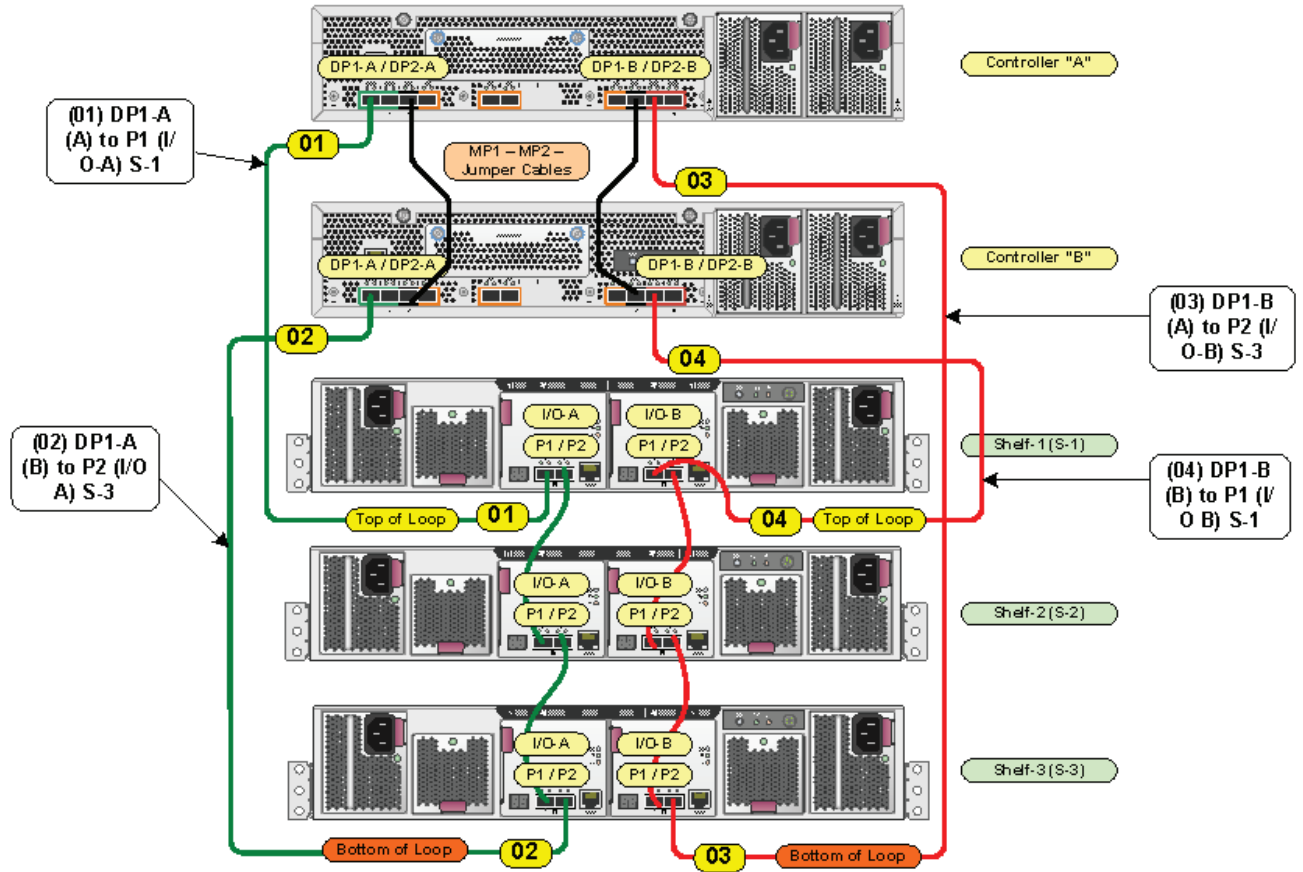 DP1-A / DP2-A
DP1-B / DP2-B
Controller "A"
(01) DP1-A
(A) to P1 (I/
O-A) S-1
01
MP1 – MP2 –
Jumper Cables
03
DP1-A / DP2-A
DP1-B / DP2-B
Controller "B"
02
04
(03) DP1-B
(A) to P2 (I/
O-B) S-3
I/O-A
I/O-B
P1 / P2
P1 / P2
Shelf-1 (S-1)
(02) DP1-A
(B) to P2 (I/O
A) S-3
(04) DP1-B
(B) to P1 (I/
O B) S-1
Top of Loop
01
04
Top of Loop
I/O-A
I/O-B
P1 / P2
P1 / P2
Shelf-2 (S-2)
I/O-A
I/O-B
P1 / P2
P1 / P2
Shelf-3 (S-3)
Bottom of Loop
02
03
Bottom of Loop